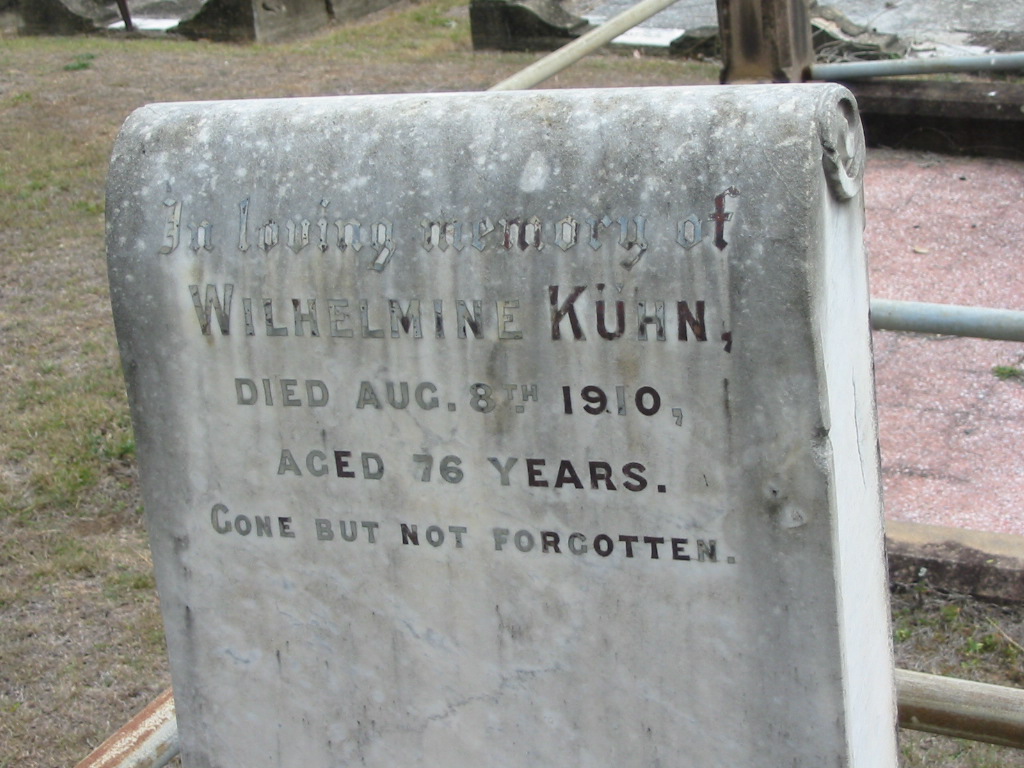 In loving memory of
WILHELMINE KÜHN,
DIED AUG. 8TH 1910,
AGED 76 YEARS.
GONE BUT NOT FORGOTTEN.